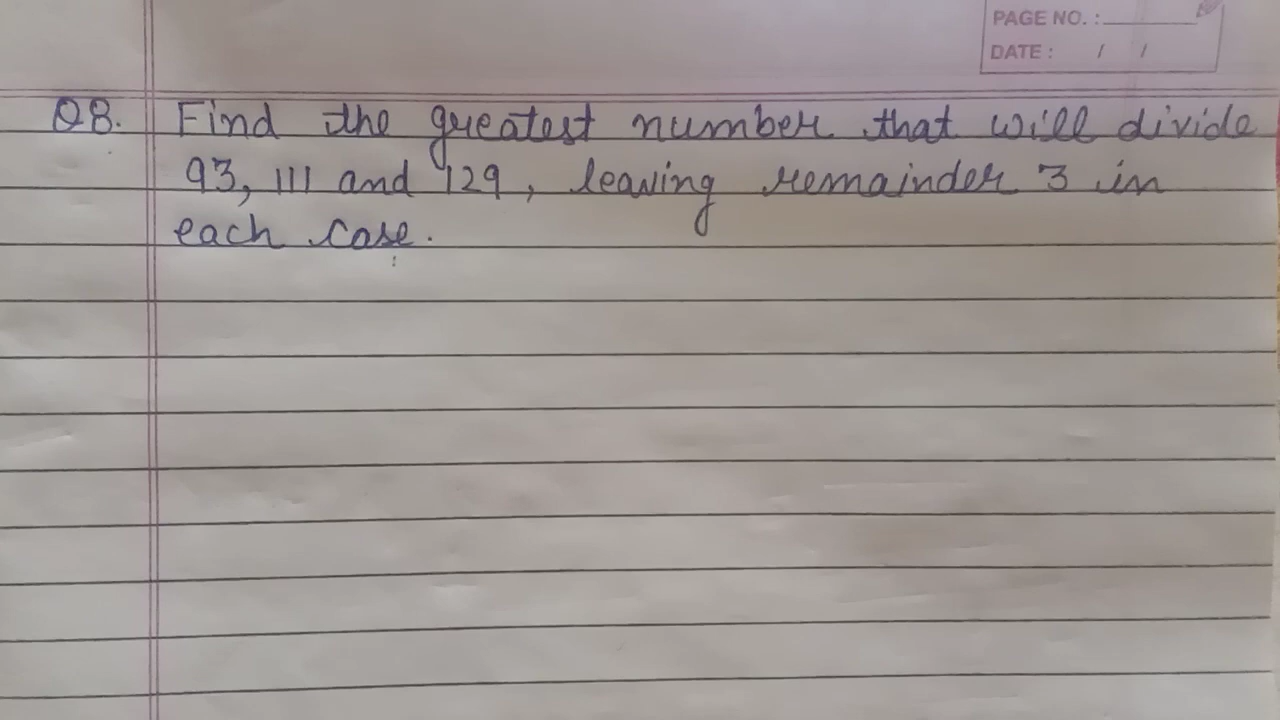 PAGE NO. :
DATE : / /
Q8. Find the greatest number that will divide
93, 111 and 129, leaving remainder 3 in
each case.